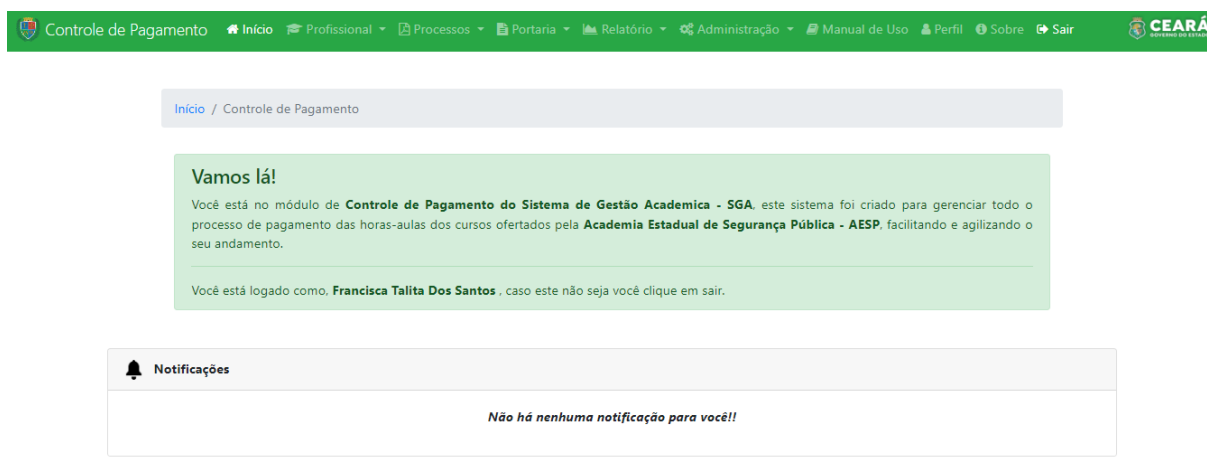 Controle de Pagamento Início Profissional Processos Portaria Relatório Administração Manual de Uso Perfil Sobre Sair CEARÁ
GOVERNO DO ESTADO
Início / Controle de Pagamento
Vamos lá!
Você está no módulo de Controle de Pagamento do Sistema de Gestão Academica - SGA, este sistema foi criado para gerenciar todo o
processo de pagamento das horas-aulas dos cursos ofertados pela Academia Estadual de Segurança Pública - AESP, facilitando e agilizando o
seu andamento.
Você está logado como, Francisca Talita Dos Santos , caso este não seja você clique em sair.
Notificações
Não há nenhuma notificação para você!!